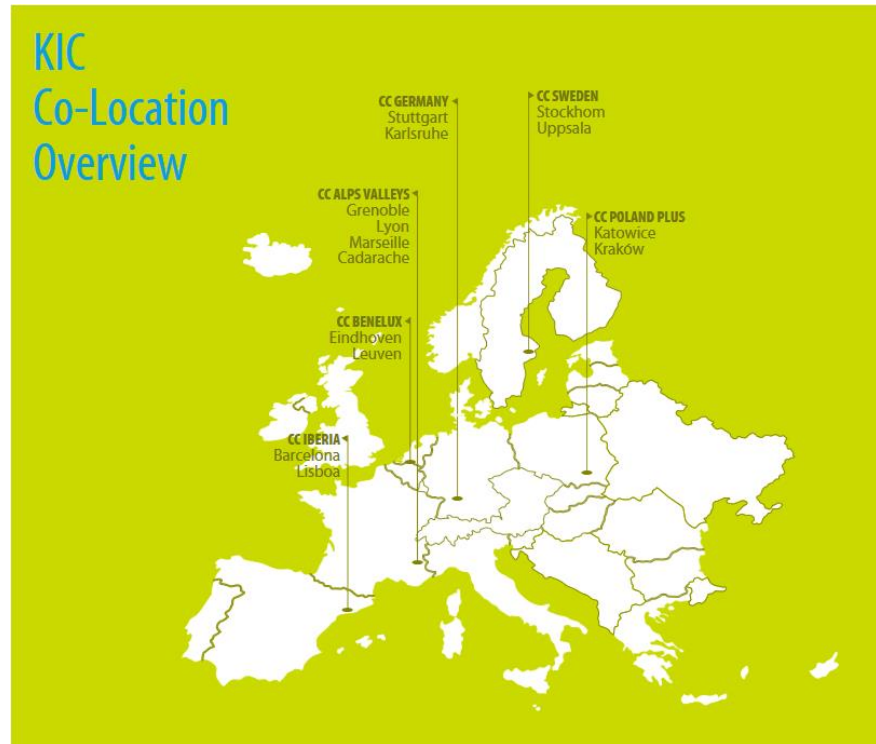 KIC
Co-Location
Overview
CC GERMANY
Stuttgart
Karlsruhe
CC SWEDEN
Stockhom
Uppsala
CC ALPS VALLEYS
Grenoble
Lyon
Marseille
Cadarache
CC POLAND PLUS
Katowice
Kraków
CC BENELUX
Eindhoven
Leuven
CC IBERIA
Barcelona
Lisboa